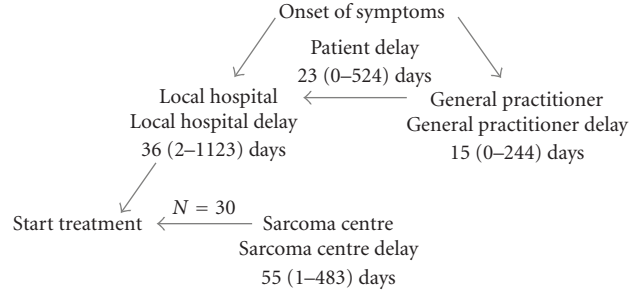 Onset of symptoms
Patient delay
23 (0–524) days
Local hospital
Local hospital delay
36 (2–1123) days
General practitioner
General practitioner delay
15 (0–244) days
Start treatment
N = 30
Sarcoma centre
Sarcoma centre delay
55 (1–483) days